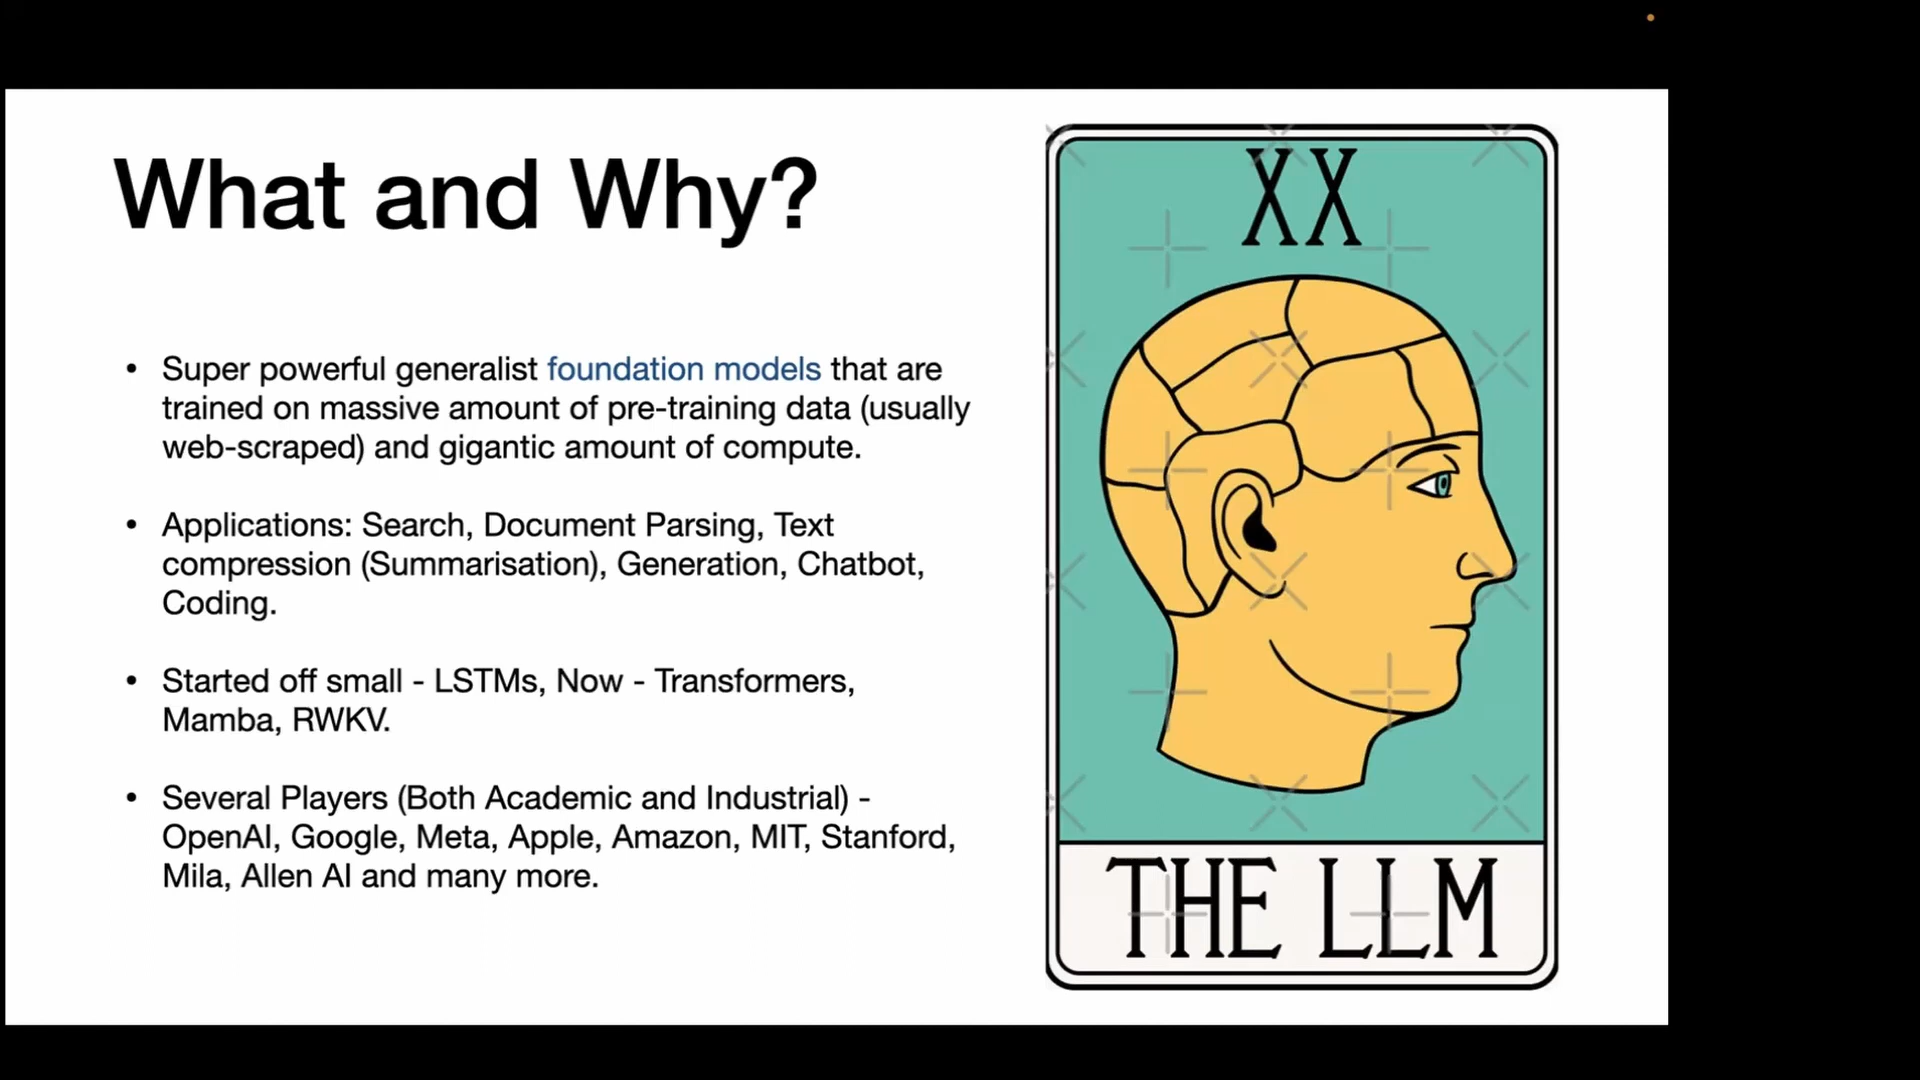 What and Why?
• Super powerful generalist foundation models that are
trained on massive amount of pre-training data (usually
web-scraped) and gigantic amount of compute.
• Applications: Search, Document Parsing, Text
compression (Summarisation), Generation, Chatbot,
Coding.
• Started off small - LSTMs, Now - Transformers,
Mamba, RWKV.
• Several Players (Both Academic and Industrial) -
OpenAI, Google, Meta, Apple, Amazon, MIT, Stanford,
Mila, Allen AI and many more.
XX
THE LLM